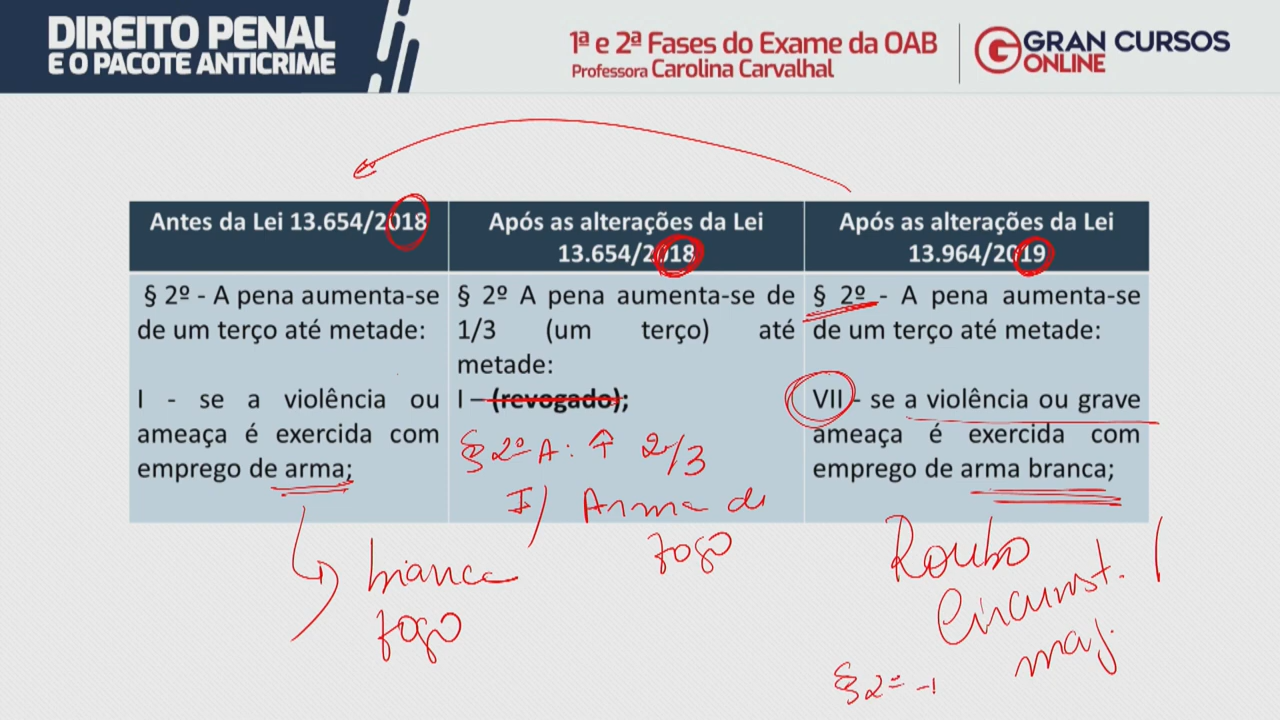 DIREITO PENAL
E O PACOTE ANTICRIME
1ª e 2ª Fases do Exame da OAB
Professora Carolina Carvalhal
GRAN CURSOS
ONLINE
Antes da Lei 13.654/2018
Após as alterações da Lei
13.654/2018
Após as alterações da Lei
13.964/2019
§ 2º - A pena aumenta-se
de um terço até metade:
I - se a violência ou
ameaça é exercida com
emprego de arma;
§ 2º A pena aumenta-se de
1/3 (um terço) até
metade:
I – (revogado);
§ 2º A: ↑ 2/3
I) Arma de
fogo
§ 2º - A pena aumenta-se
de um terço até metade:
VII - se a violência ou grave
ameaça é exercida com
emprego de arma branca;
branca
fogo
Roubo
Circunst. /
maj.
§ 2º